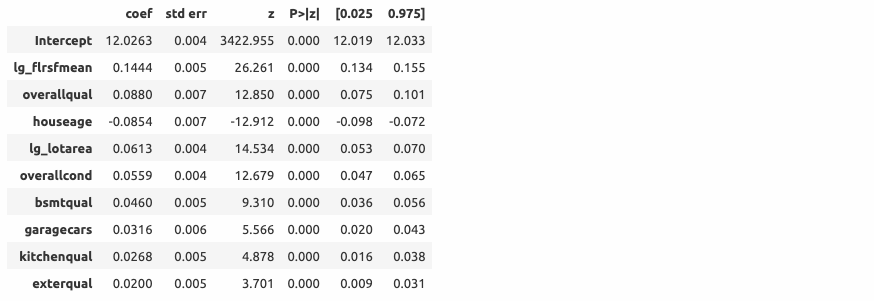 coef std err z P>|z| [0.025 0.975]
Intercept 12.0263 0.004 3422.955 0.000 12.019 12.033
lg_flrsfmean 0.1444 0.005 26.261 0.000 0.134 0.155
overallqual 0.0880 0.007 12.850 0.000 0.075 0.101
houseage -0.0854 0.007 -12.912 0.000 -0.098 -0.072
lg_lotarea 0.0613 0.004 14.534 0.000 0.053 0.070
overallcond 0.0559 0.004 12.679 0.000 0.047 0.065
bsmtqual 0.0460 0.005 9.310 0.000 0.036 0.056
garagecars 0.0316 0.006 5.566 0.000 0.020 0.043
kitchenqual 0.0268 0.005 4.878 0.000 0.016 0.038
exterqual 0.0200 0.005 3.701 0.000 0.009 0.031